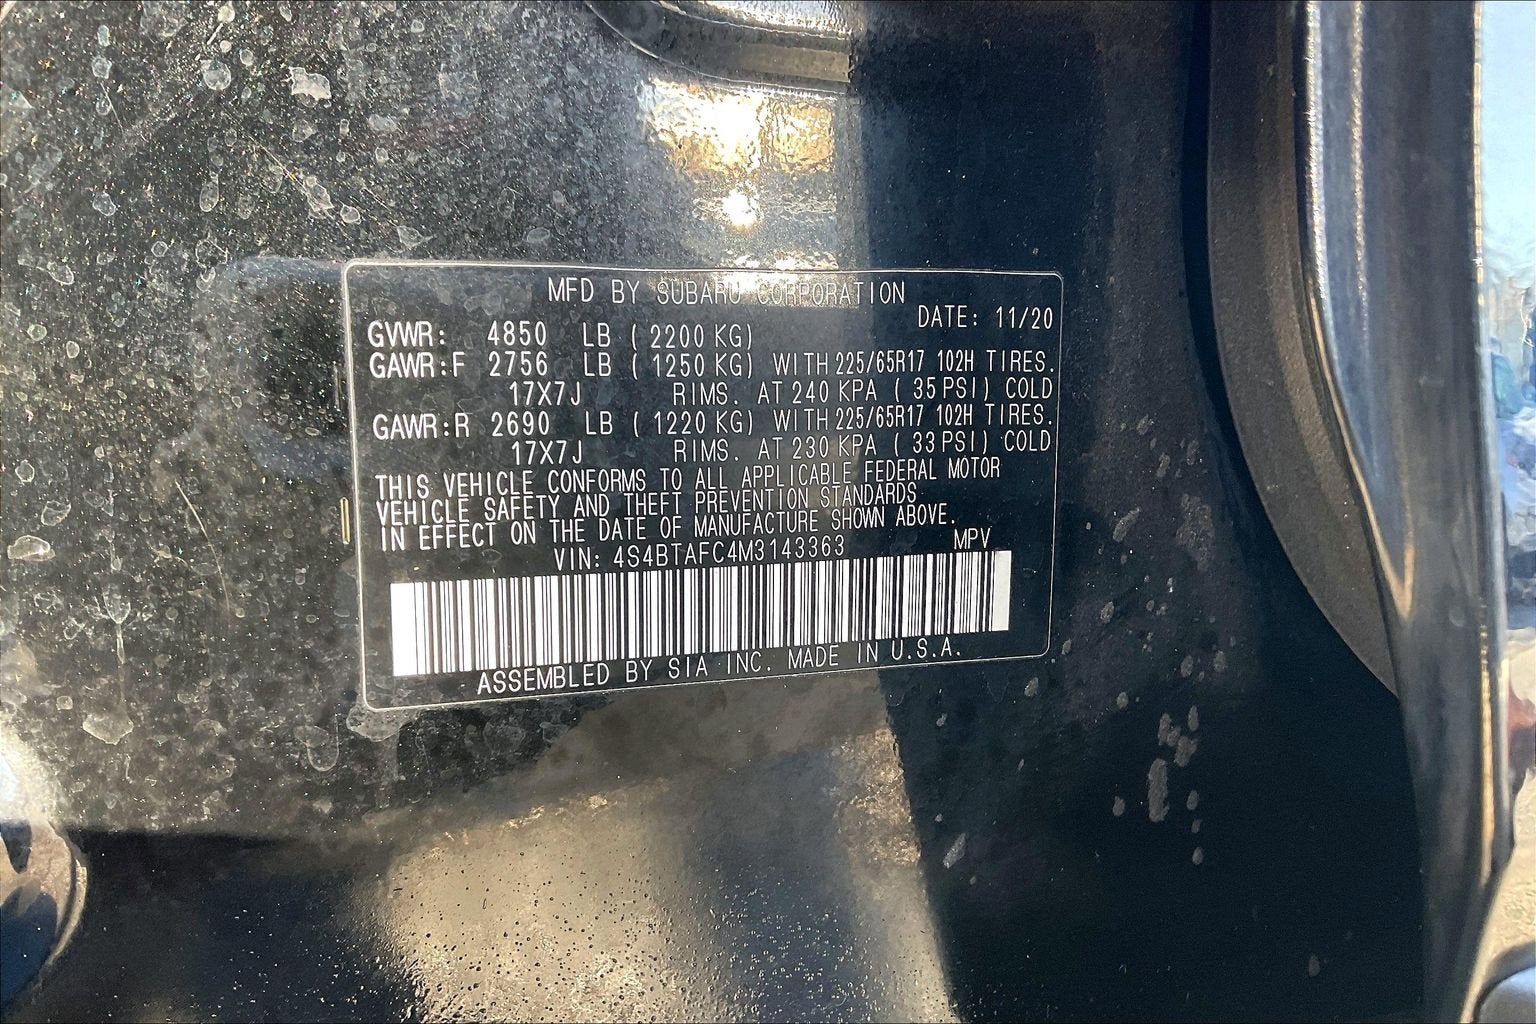 MFD BY SUBARU CORPORATION
DATE: 11/20
GVWR: 4850 LB ( 2200 KG)
GAWR:F 2756 LB ( 1250 KG) WITH 225/65R17 102H TIRES.
17X7J RIMS. AT 240 KPA ( 35 PSI) COLD
GAWR:R 2690 LB ( 1220 KG) WITH 225/65R17 102H TIRES.
17X7J RIMS. AT 230 KPA ( 33 PSI) COLD
THIS VEHICLE CONFORMS TO ALL APPLICABLE FEDERAL MOTOR
VEHICLE SAFETY AND THEFT PREVENTION STANDARDS
IN EFFECT ON THE DATE OF MANUFACTURE SHOWN ABOVE.
VIN: 4S4BTAFC4M3143363 MPV
ASSEMBLED BY SIA INC. MADE IN U.S.A.